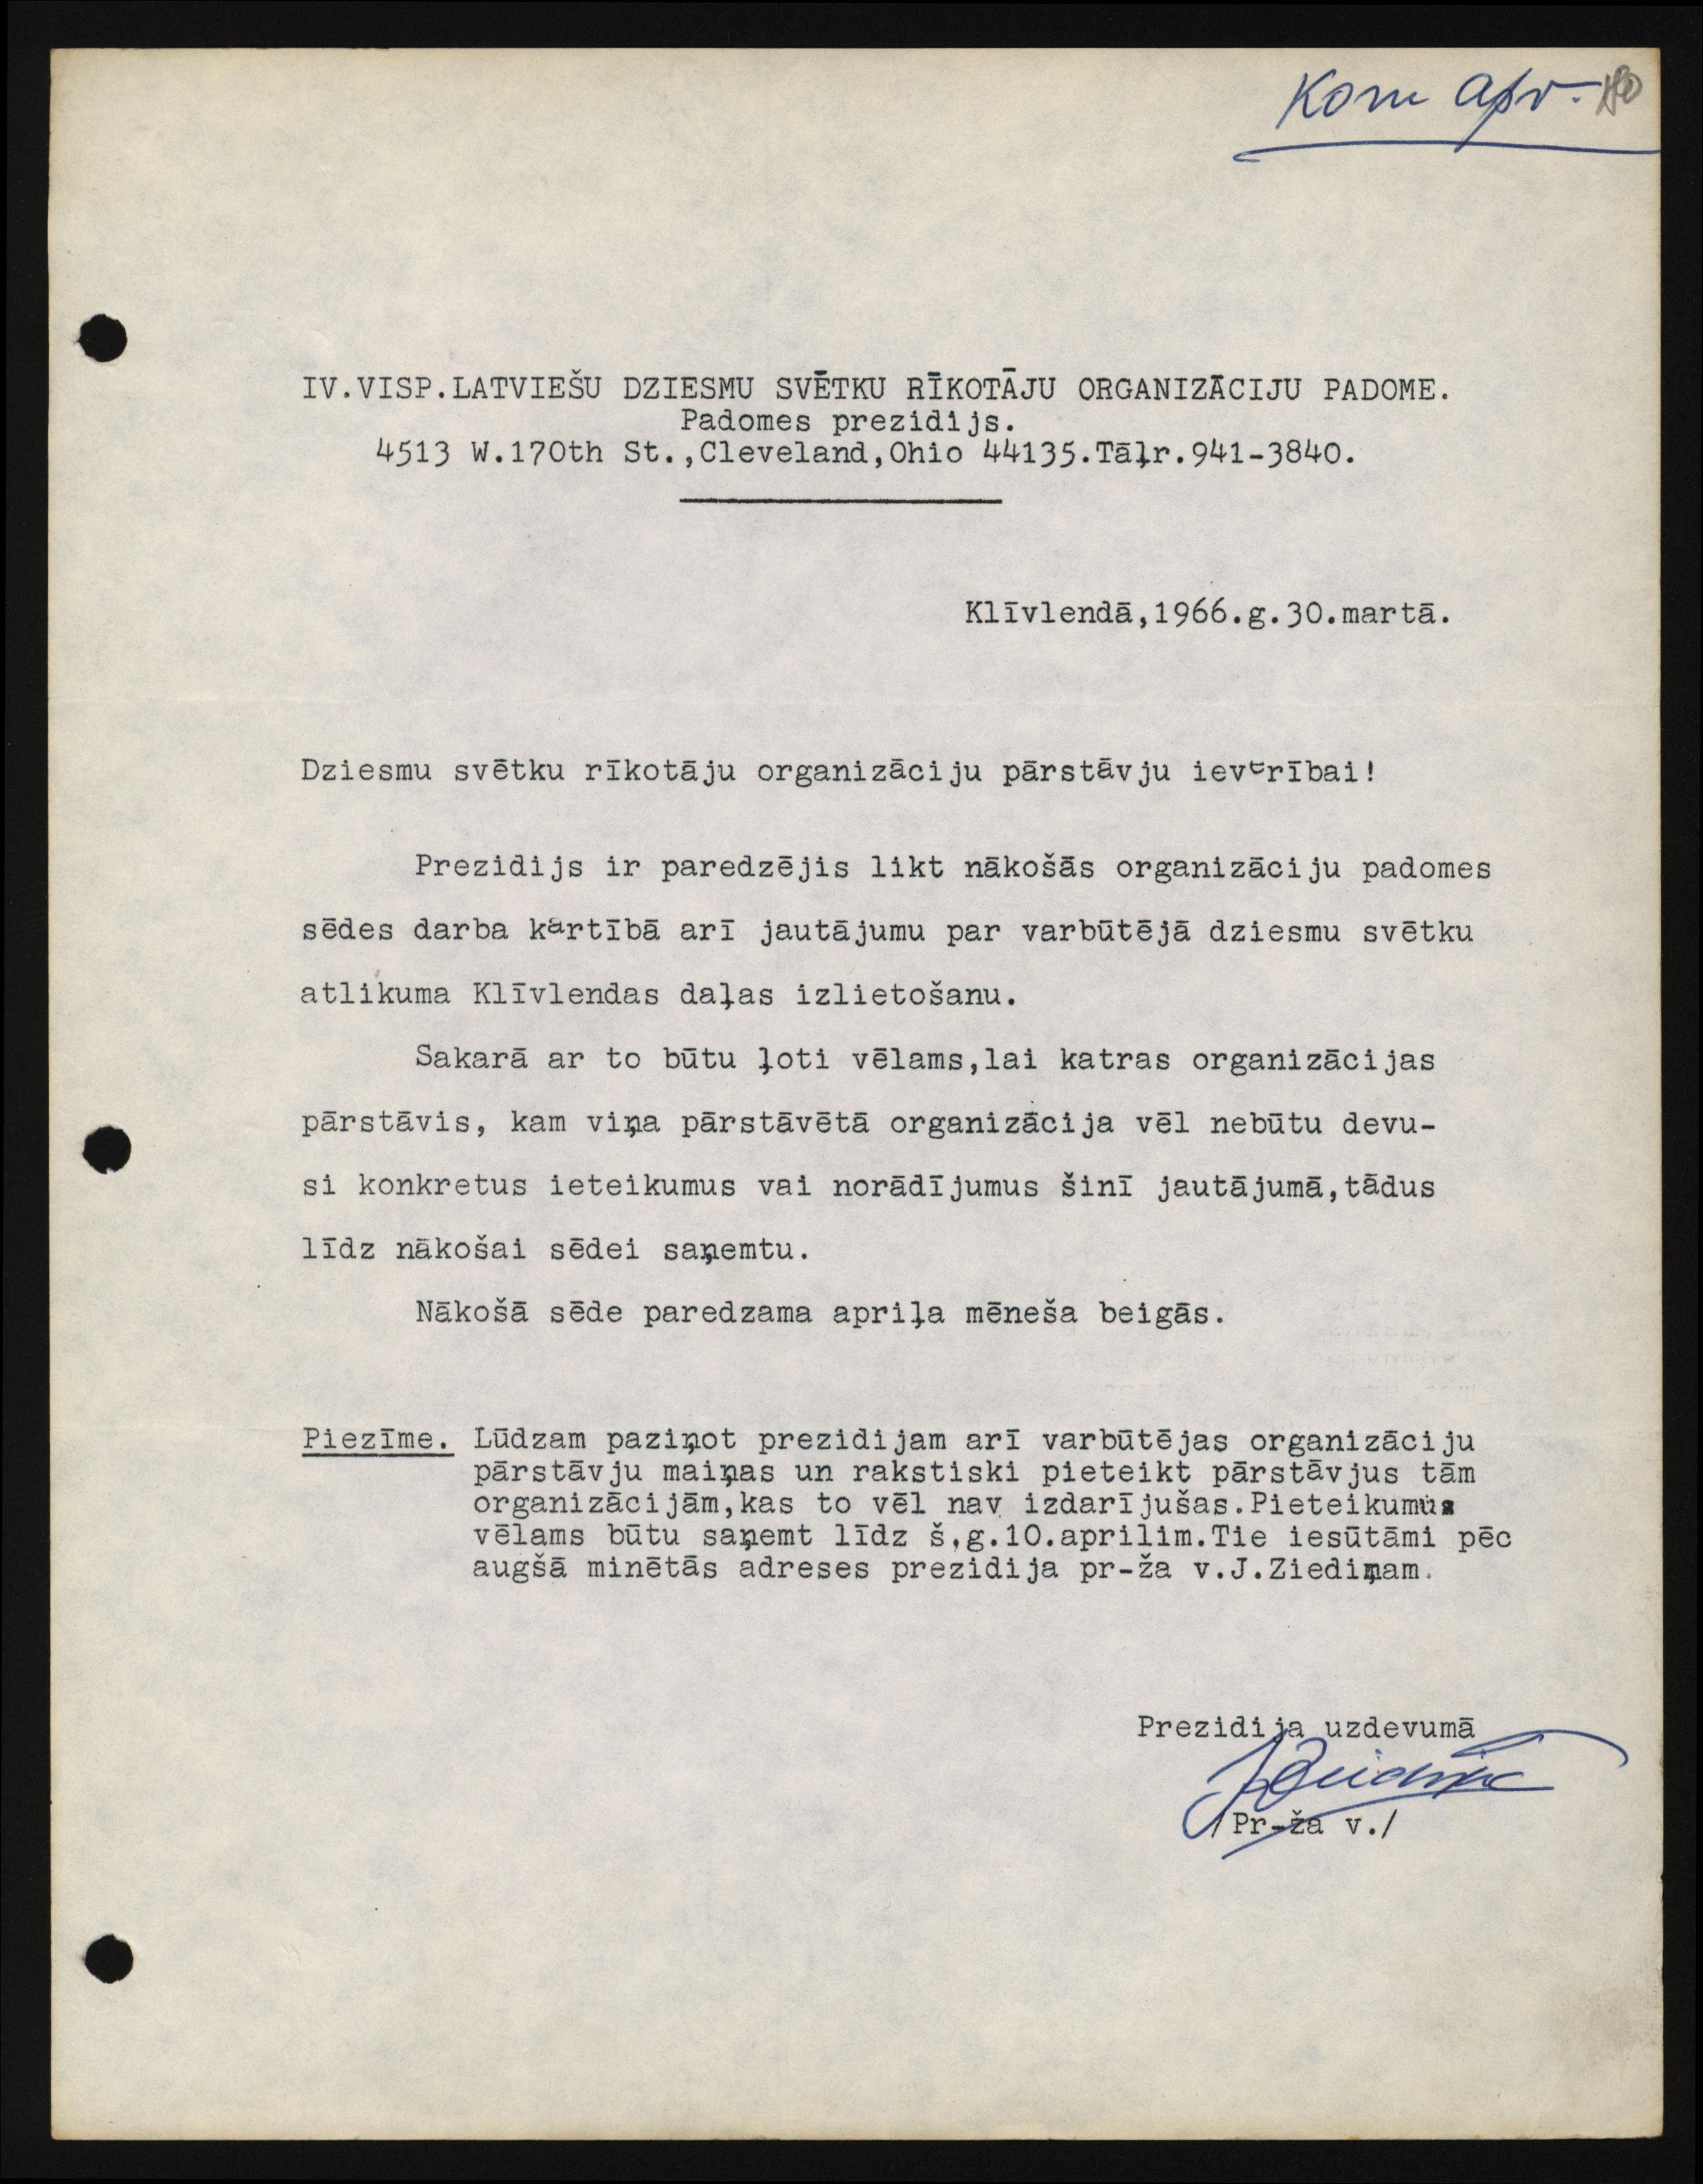 Kom apv.
IV.VISP.LATVIEŠU DZIESMU SVĒTKU RĪKOTĀJU ORGANIZĀCIJU PADOME.
Padomes prezidijs.
4513 W.170th St.,Cleveland,Ohio 44135.Tāļr.941-3840.
Klīvlendā,1966.g.30.martā.
Dziesmu svētku rīkotāju organizāciju pārstāvju ievērībai!
Prezidijs ir paredzējis likt nākošās organizāciju padomes
sēdes darba kārtībā arī jautājumu par varbūtējā dziesmu svētku
atlikuma Klīvlendas daļas izlietošanu.
Sakarā ar to būtu ļoti vēlams,lai katras organizācijas
pārstāvis, kam viņa pārstāvētā organizācija vēl nebūtu devu-
si konkretus ieteikumus vai norādījumus šinī jautājumā,tādus
līdz nākošai sēdei saņemtu.
Nākošā sēde paredzama apriļa mēneša beigās.
Piezīme. Lūdzam paziņot prezidijam arī varbūtējas organizāciju
pārstāvju maiņas un rakstiski pieteikt pārstāvjus tām
organizācijām,kas to vēl nav izdarījušas.Pieteikumus
vēlams būtu saņemt līdz š.g.10.aprilim.Tie iesūtāmi pēc
augšā minētās adreses prezidija pr-ža v.J.Ziediņam.
Prezidija uzdevumā
/Pr-ža v./